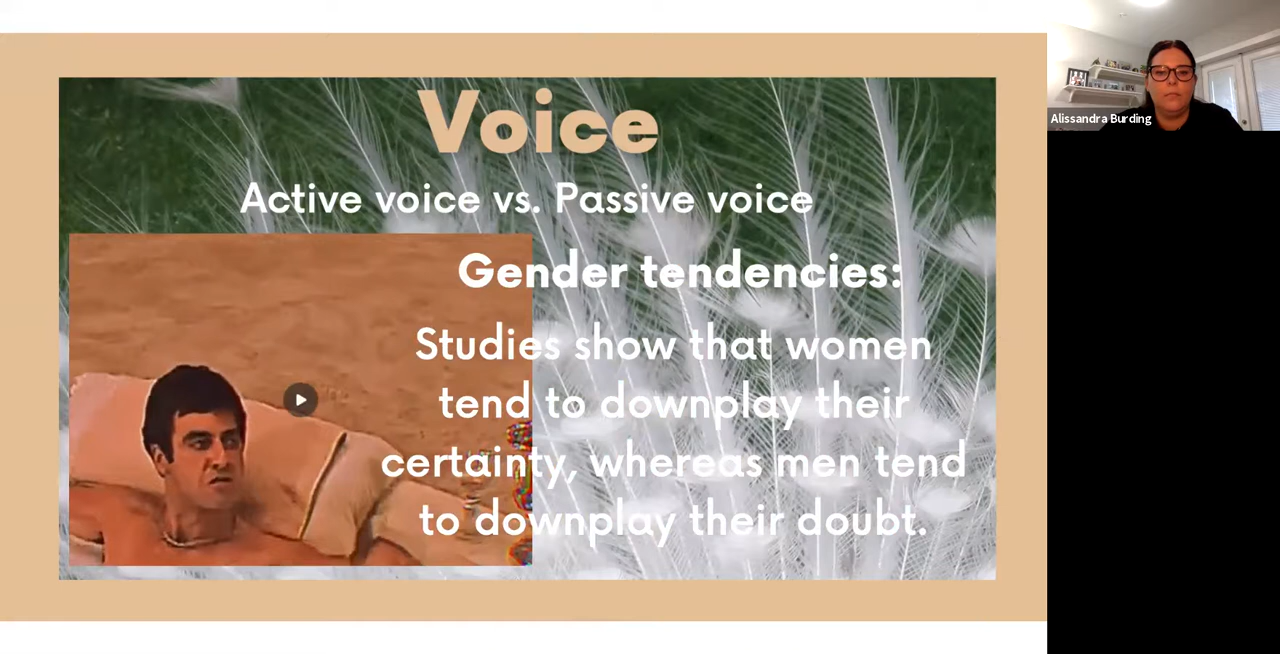 Voice
Active voice vs. Passive voice
Gender tendencies:
Studies show that women
tend to downplay their
certainty, whereas men tend
to downplay their doubt.
Alissandra Burding